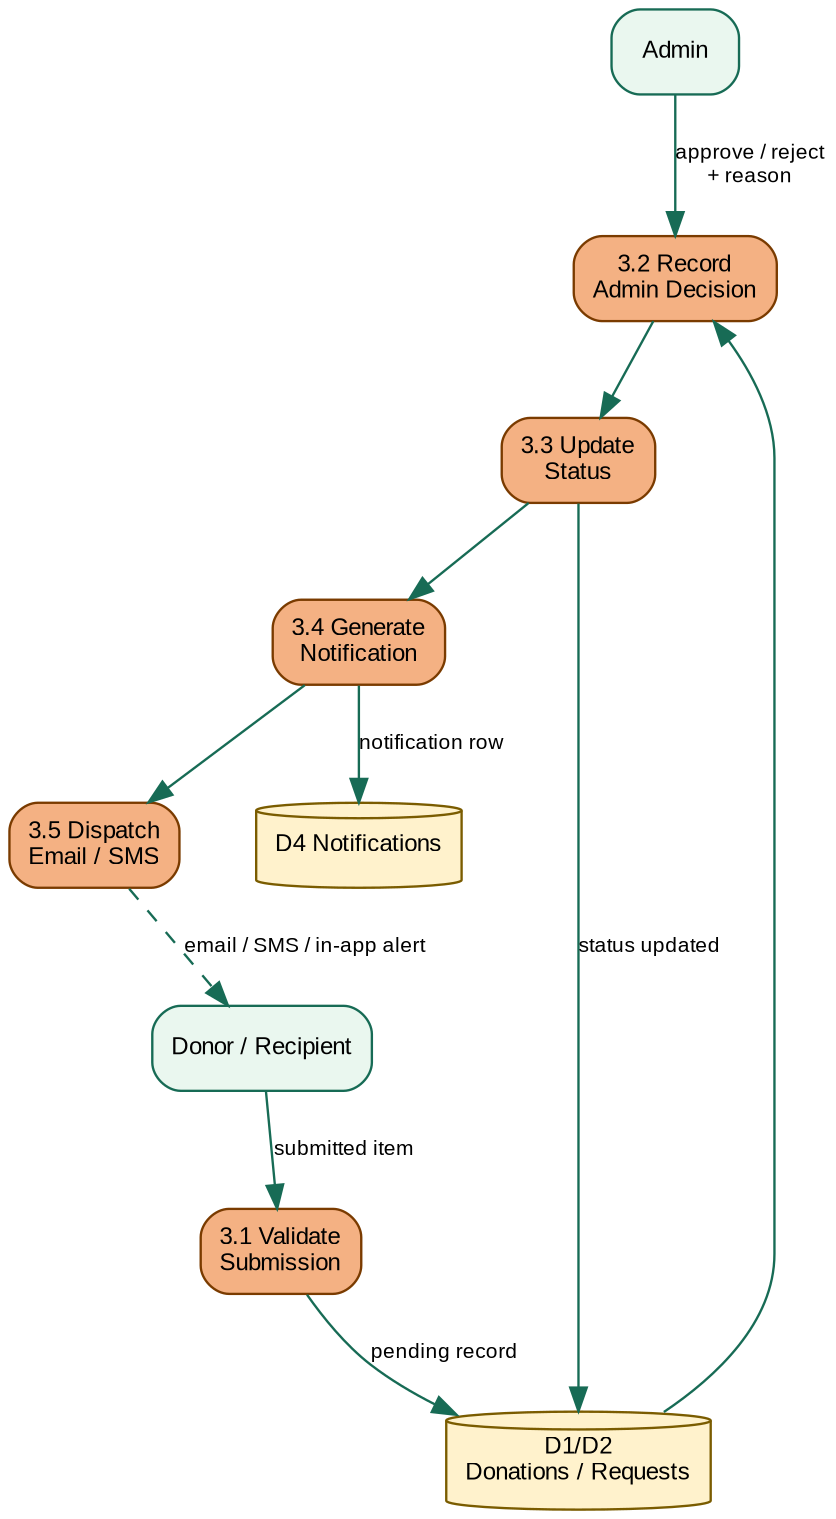 Admin
approve / reject
+ reason
3.2 Record
Admin Decision
3.3 Update
Status
3.4 Generate
Notification
notification row
3.5 Dispatch
Email / SMS
D4 Notifications
email / SMS / in-app alert
status updated
Donor / Recipient
submitted item
3.1 Validate
Submission
pending record
D1/D2
Donations / Requests